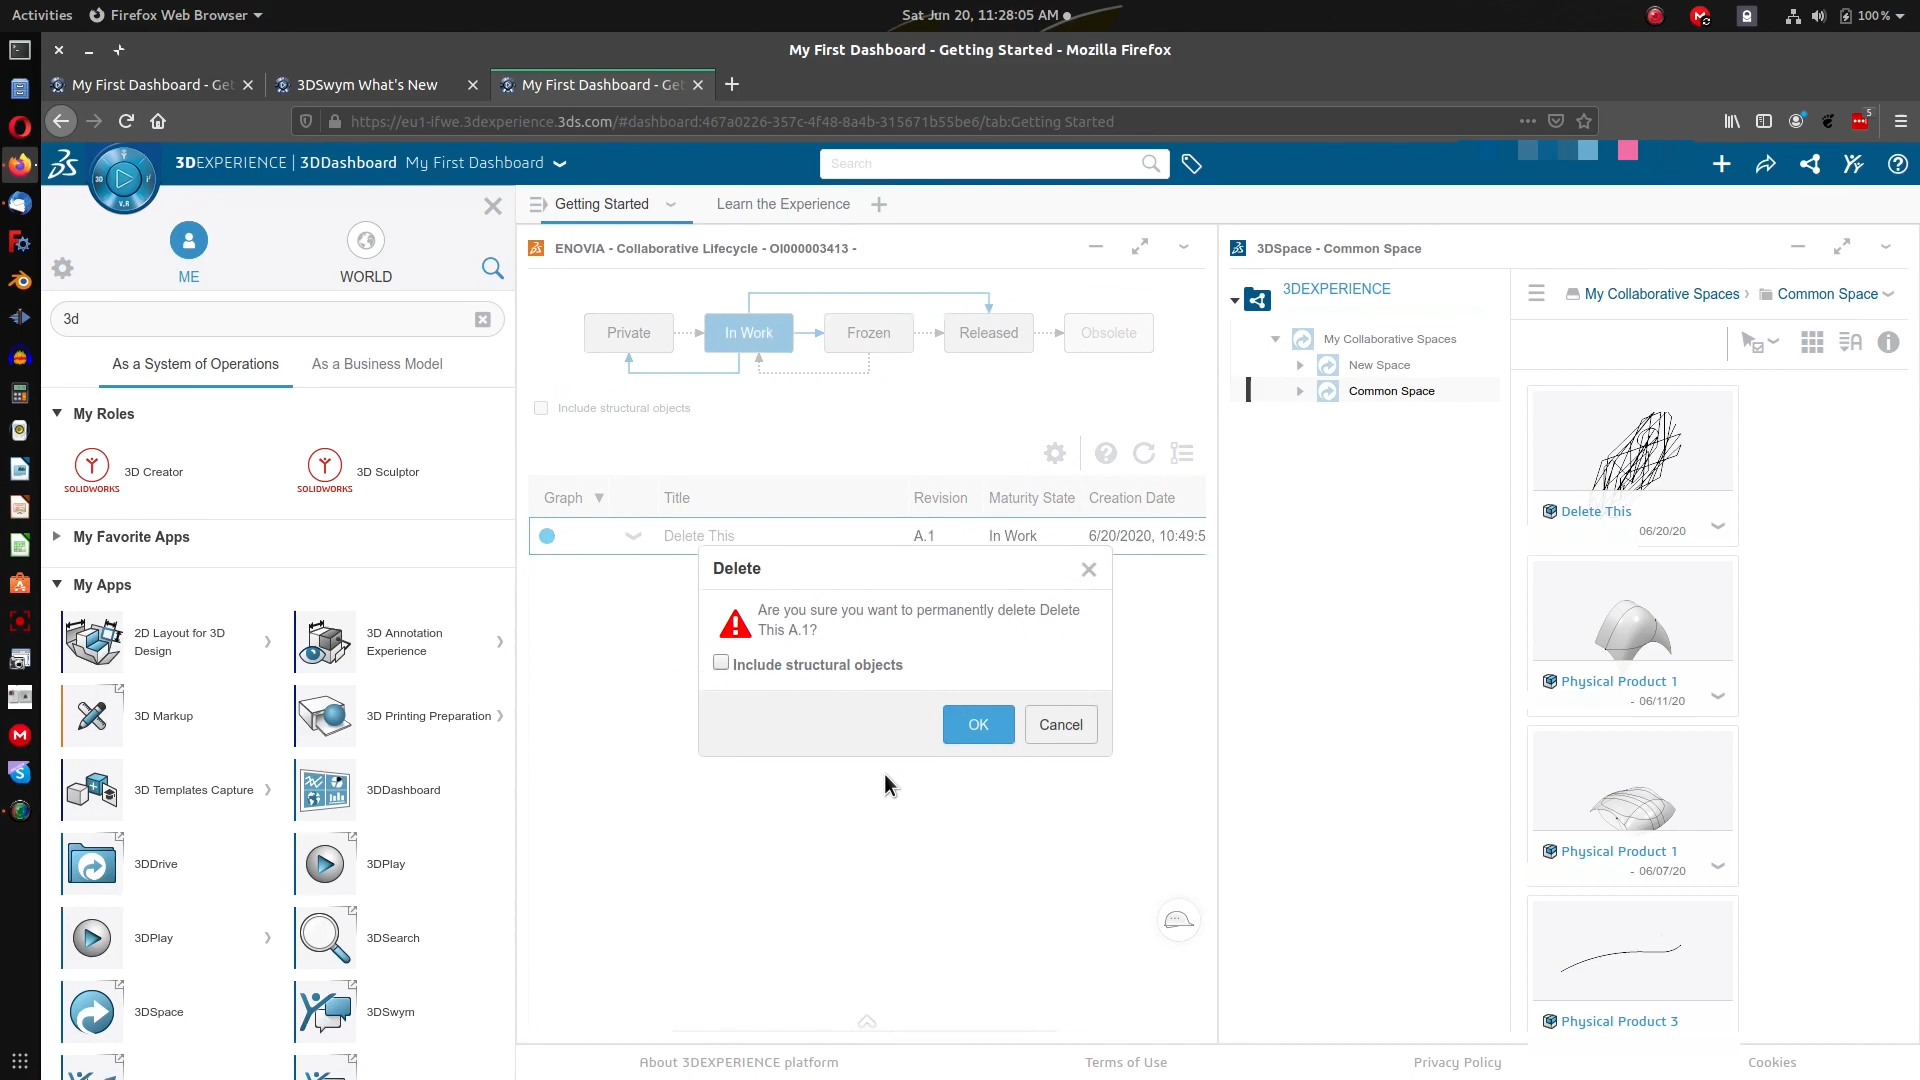 Activities
Firefox Web Browser
Sat Jun 20, 11:28:05 AM
100 %
My First Dashboard - Getting Started - Mozilla Firefox
My First Dashboard - Get
3DSwym What's New
My First Dashboard - Get
https://eu1-ifwe.3dexperience.3ds.com/#dashboard:467a0226-357c-4f48-8a4b-315671b55be6/tab:Getting Started
5
3DEXPERIENCE | 3DDashboard My First Dashboard
Search
3D
V.R
ME
WORLD
3d
As a System of Operations
As a Business Model
My Roles
3D Creator
SOLIDWORKS
3D Sculptor
SOLIDWORKS
My Favorite Apps
My Apps
2D Layout for 3D
Design
3D Annotation
Experience
3D Markup
3D Printing Preparation
3D Templates Capture
3DDashboard
3DDrive
3DPlay
3DPlay
3DSearch
3DSpace
3DSwym
Getting Started
Learn the Experience
ENOVIA - Collaborative Lifecycle - OI000003413 -
Private
In Work
Frozen
Released
Obsolete
Include structural objects
Graph
Title
Revision
Maturity State
Creation Date
Delete This
A.1
In Work
6/20/2020, 10:49:5
Delete
Are you sure you want to permanently delete Delete
This A.1?
Include structural objects
OK
Cancel
3DSpace - Common Space
3DEXPERIENCE
My Collaborative Spaces
New Space
Common Space
My Collaborative Spaces
Common Space
Delete This
06/20/20
Physical Product 1
- 06/11/20
Physical Product 1
- 06/07/20
Physical Product 3
About 3DEXPERIENCE platform
Terms of Use
Privacy Policy
Cookies